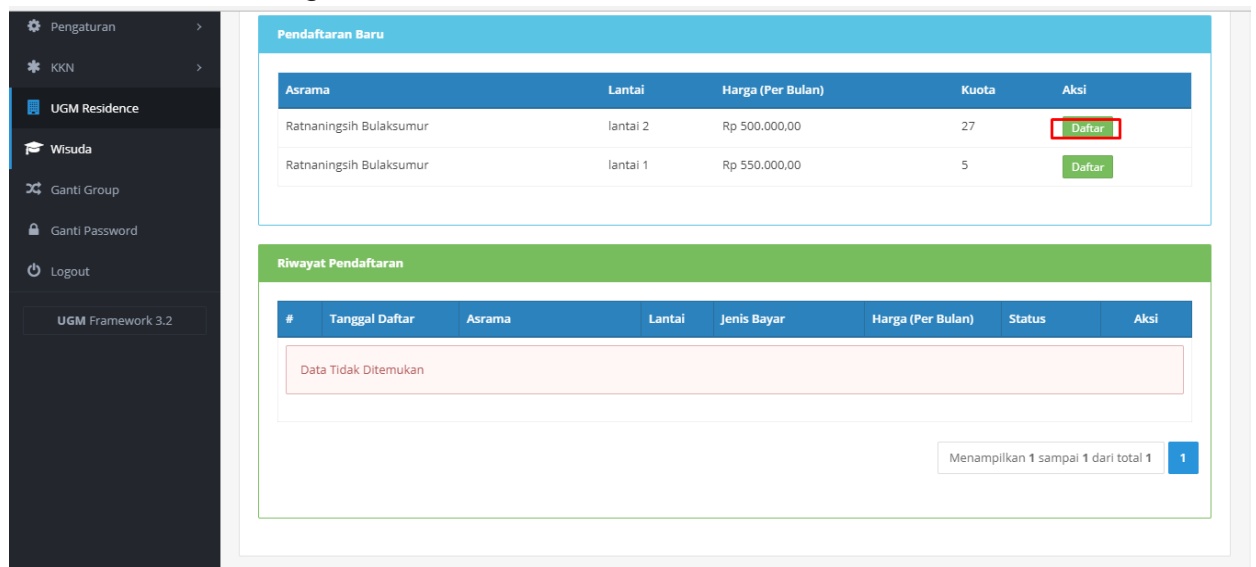 Pengaturan
KKN
UGM Residence
Wisuda
Ganti Group
Ganti Password
Logout
UGM Framework 3.2
Pendaftaran Baru
Asrama Lantai Harga (Per Bulan) Kuota Aksi
Ratnaningsih Bulaksumur lantai 2 Rp 500.000,00 27 Daftar
Ratnaningsih Bulaksumur lantai 1 Rp 550.000,00 5 Daftar
Riwayat Pendaftaran
# Tanggal Daftar Asrama Lantai Jenis Bayar Harga (Per Bulan) Status Aksi
Data Tidak Ditemukan
Menampilkan 1 sampai 1 dari total 1 1